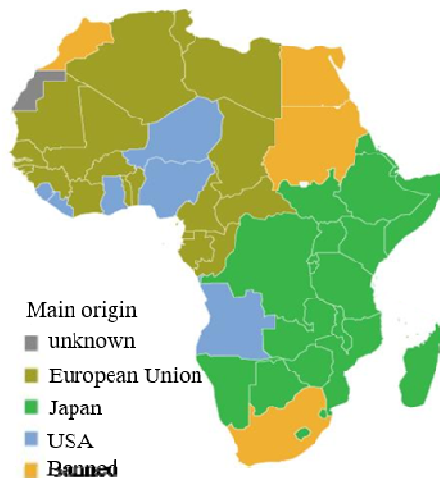 Main origin
unknown
European Union
Japan
USA
Banned